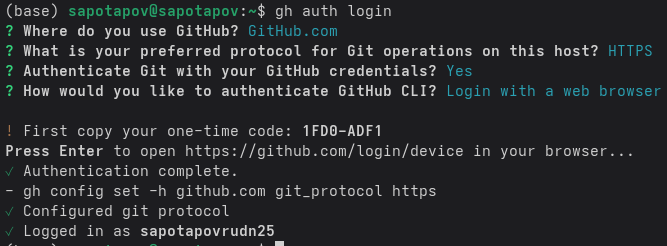 (base) sapotapov@sapotapov:~$ gh auth login
? Where do you use GitHub? GitHub.com
? What is your preferred protocol for Git operations on this host? HTTPS
? Authenticate Git with your GitHub credentials? Yes
? How would you like to authenticate GitHub CLI? Login with a web browser
! First copy your one-time code: 1FD0-ADF1
Press Enter to open https://github.com/login/device in your browser...
✓ Authentication complete.
- gh config set -h github.com git_protocol https
✓ Configured git protocol
✓ Logged in as sapotapovrudn25
(base) sapotapov@sapotapov:~$